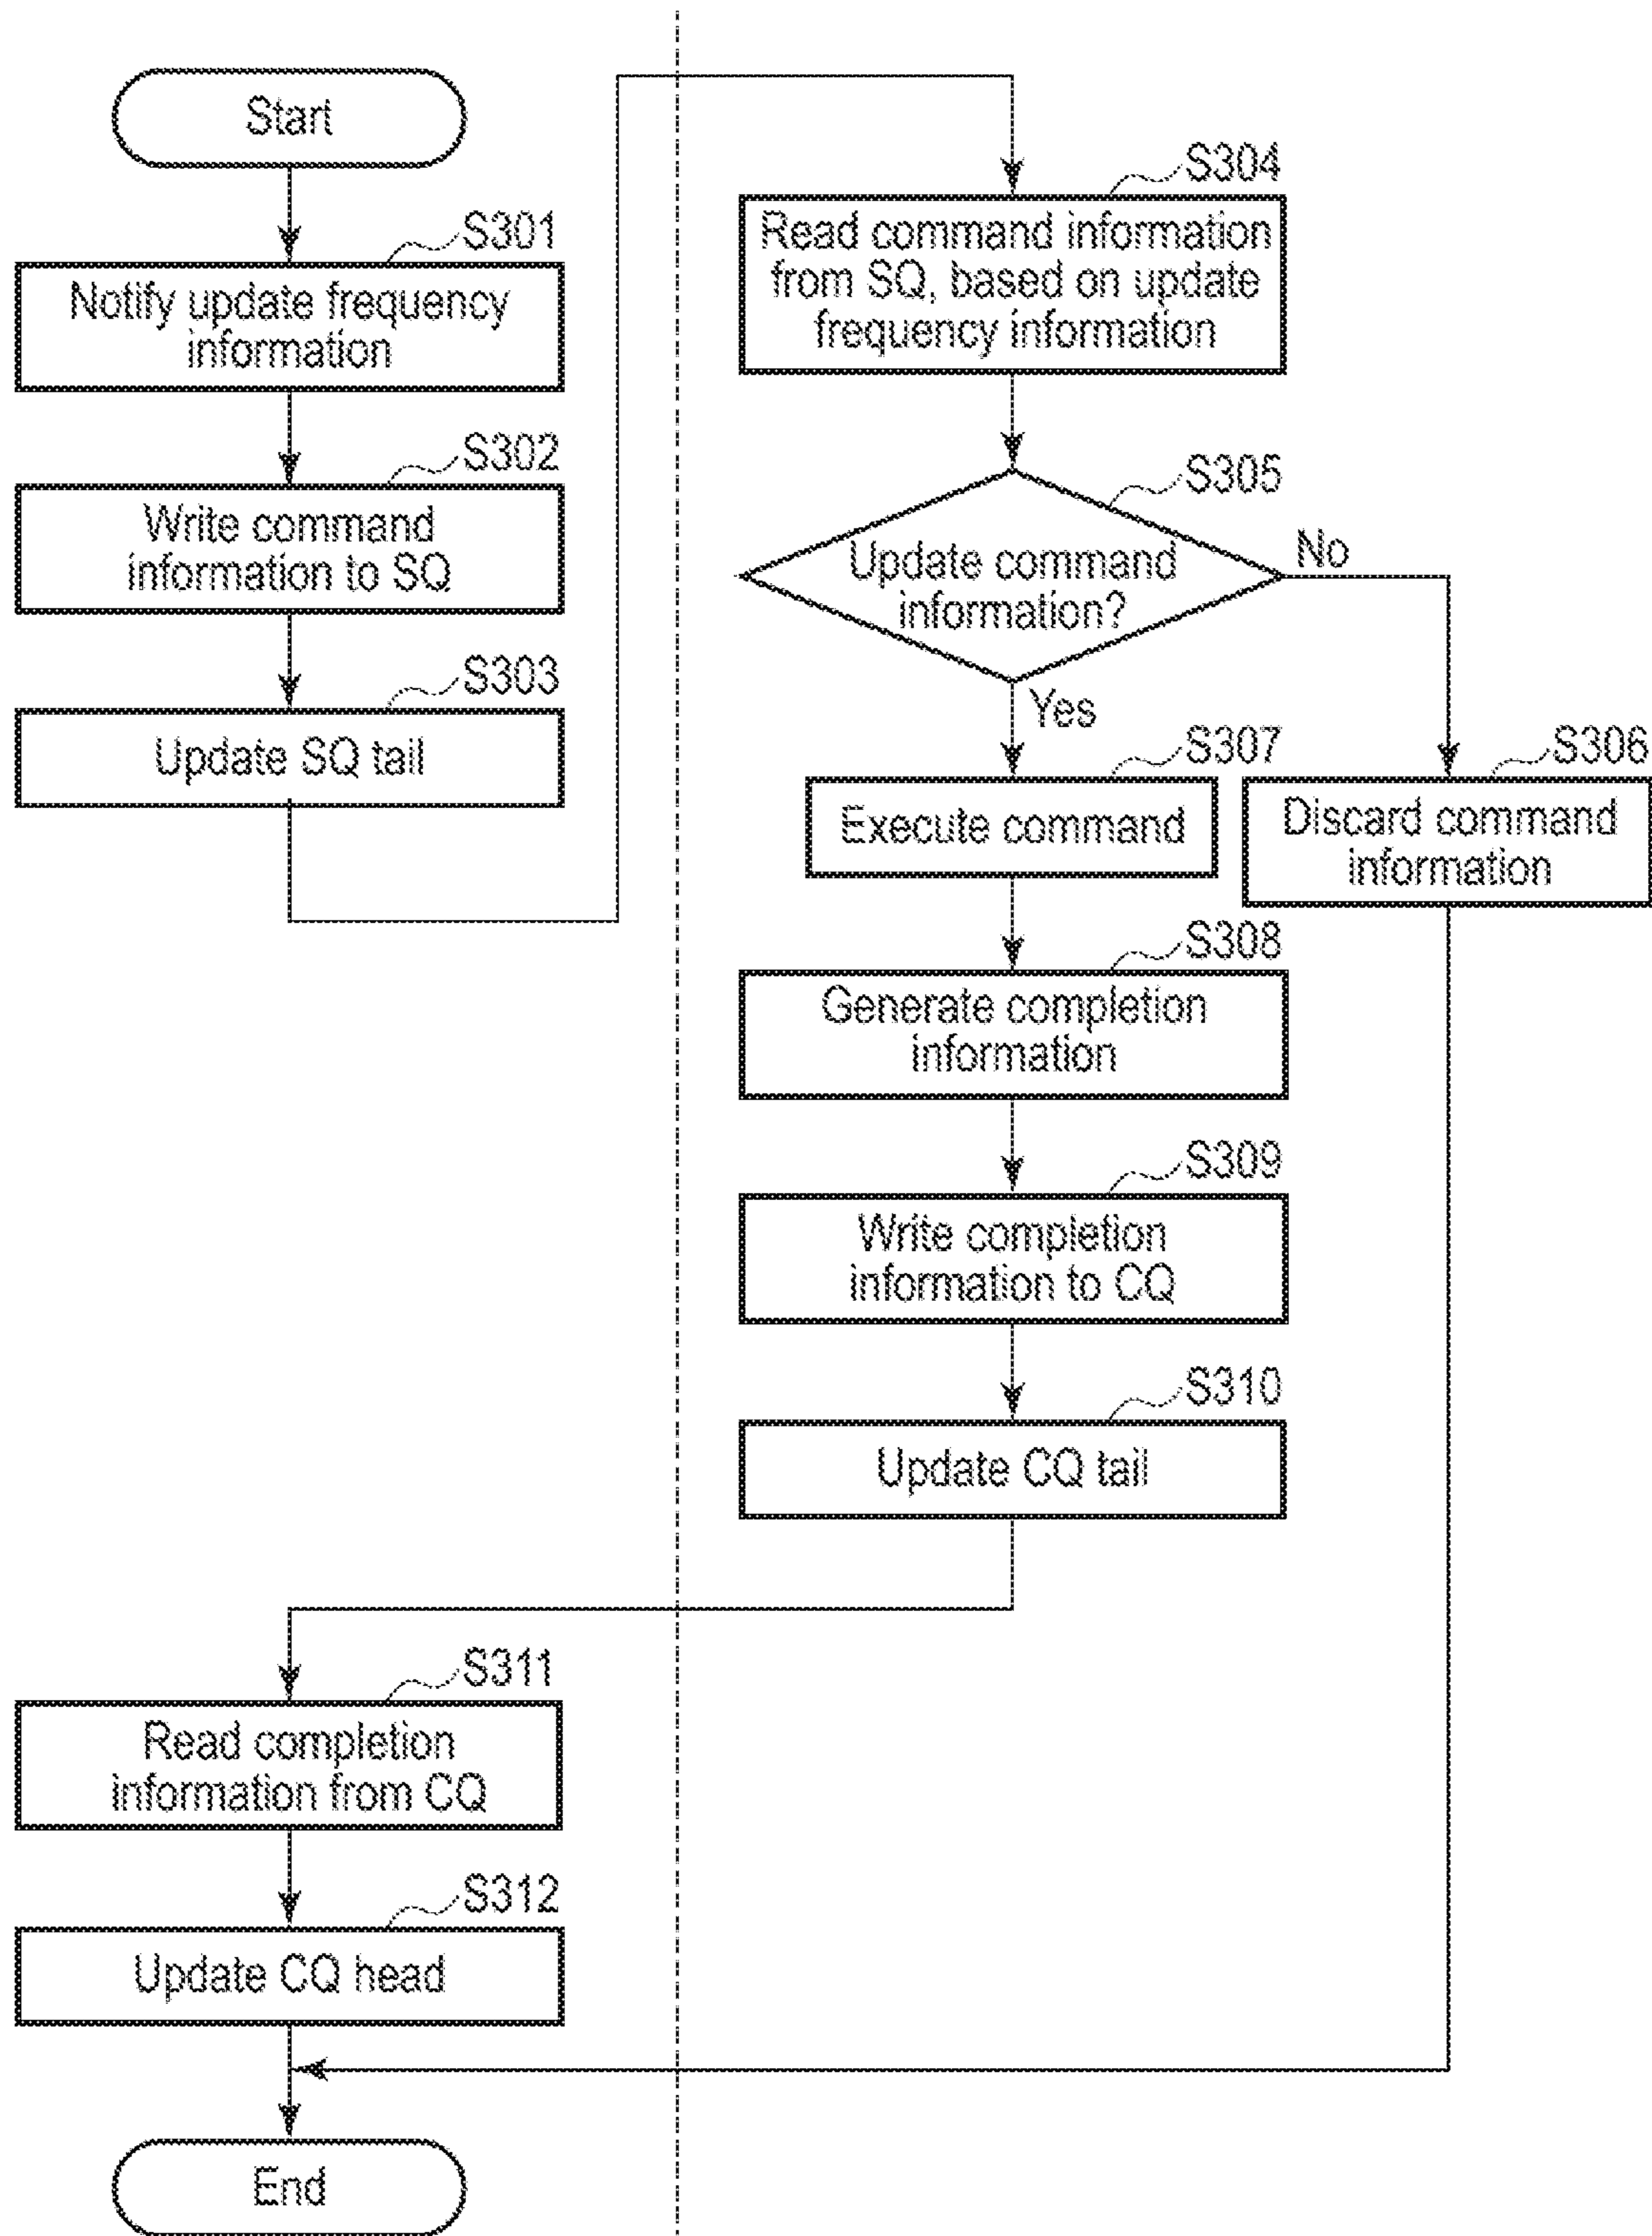 Start
S301
Notify update frequency
information
S302
Write command
information to SQ
S303
Update SQ tail
S304
Read command information
from SQ, based on update
frequency information
S305
Update command
information?
No
Yes
S307
Execute command
S306
Discard command
information
S308
Generate completion
information
S309
Write completion
information to CQ
S310
Update CQ tail
S311
Read completion
information from CQ
S312
Update CQ head
End